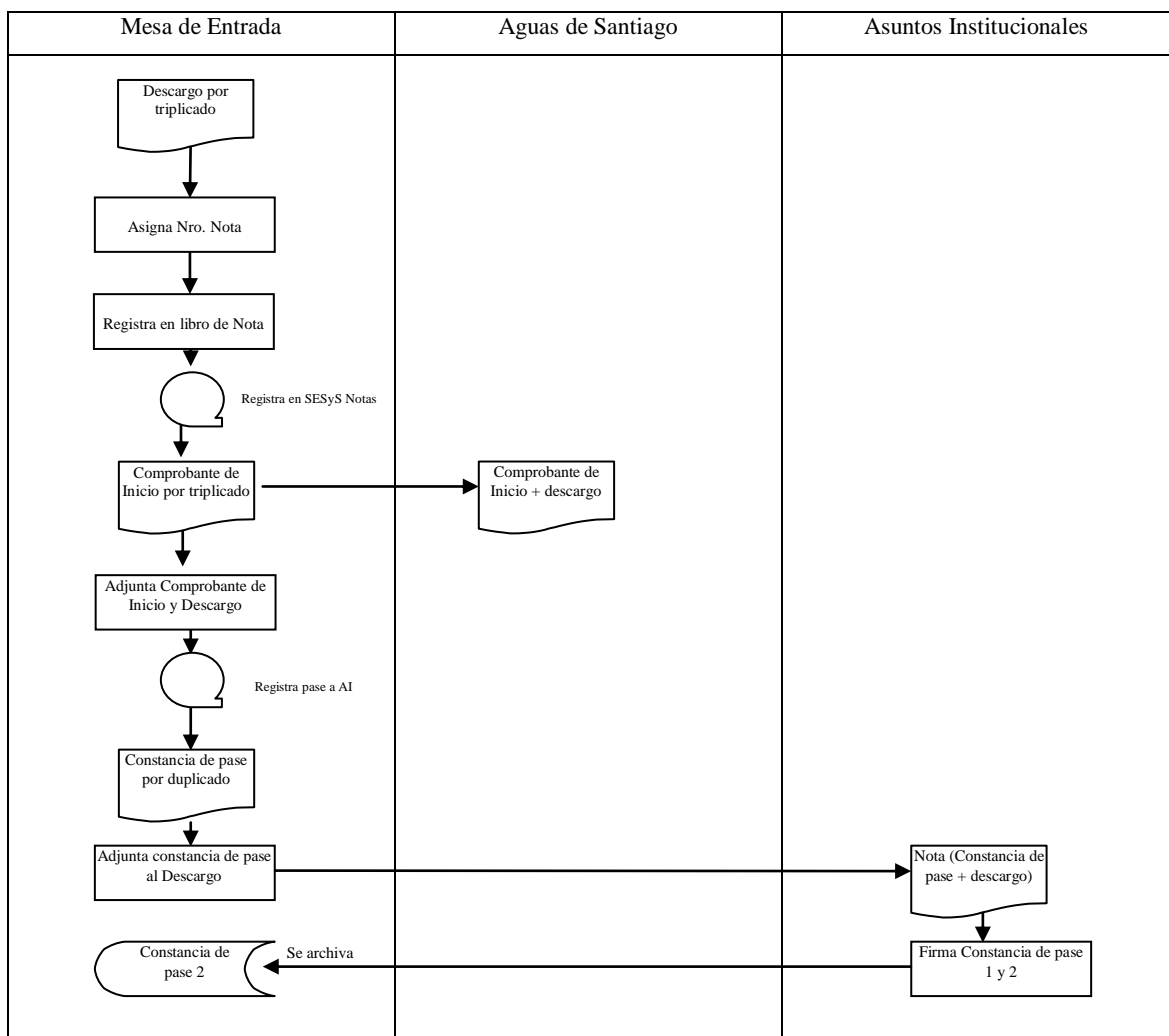 Mesa de Entrada
Aguas de Santiago
Asuntos Institucionales
Descargo por
triplicado
Asigna Nro. Nota
Registra en libro de Nota
Registra en SESyS Notas
Comprobante de
Inicio por triplicado
Comprobante de
Inicio + descargo
Adjunta Comprobante de
Inicio y Descargo
Registra pase a AI
Constancia de pase
por duplicado
Adjunta constancia de pase
al Descargo
Nota (Constancia de
pase + descargo)
Constancia de
pase 2
Se archiva
Firma Constancia de pase
1 y 2